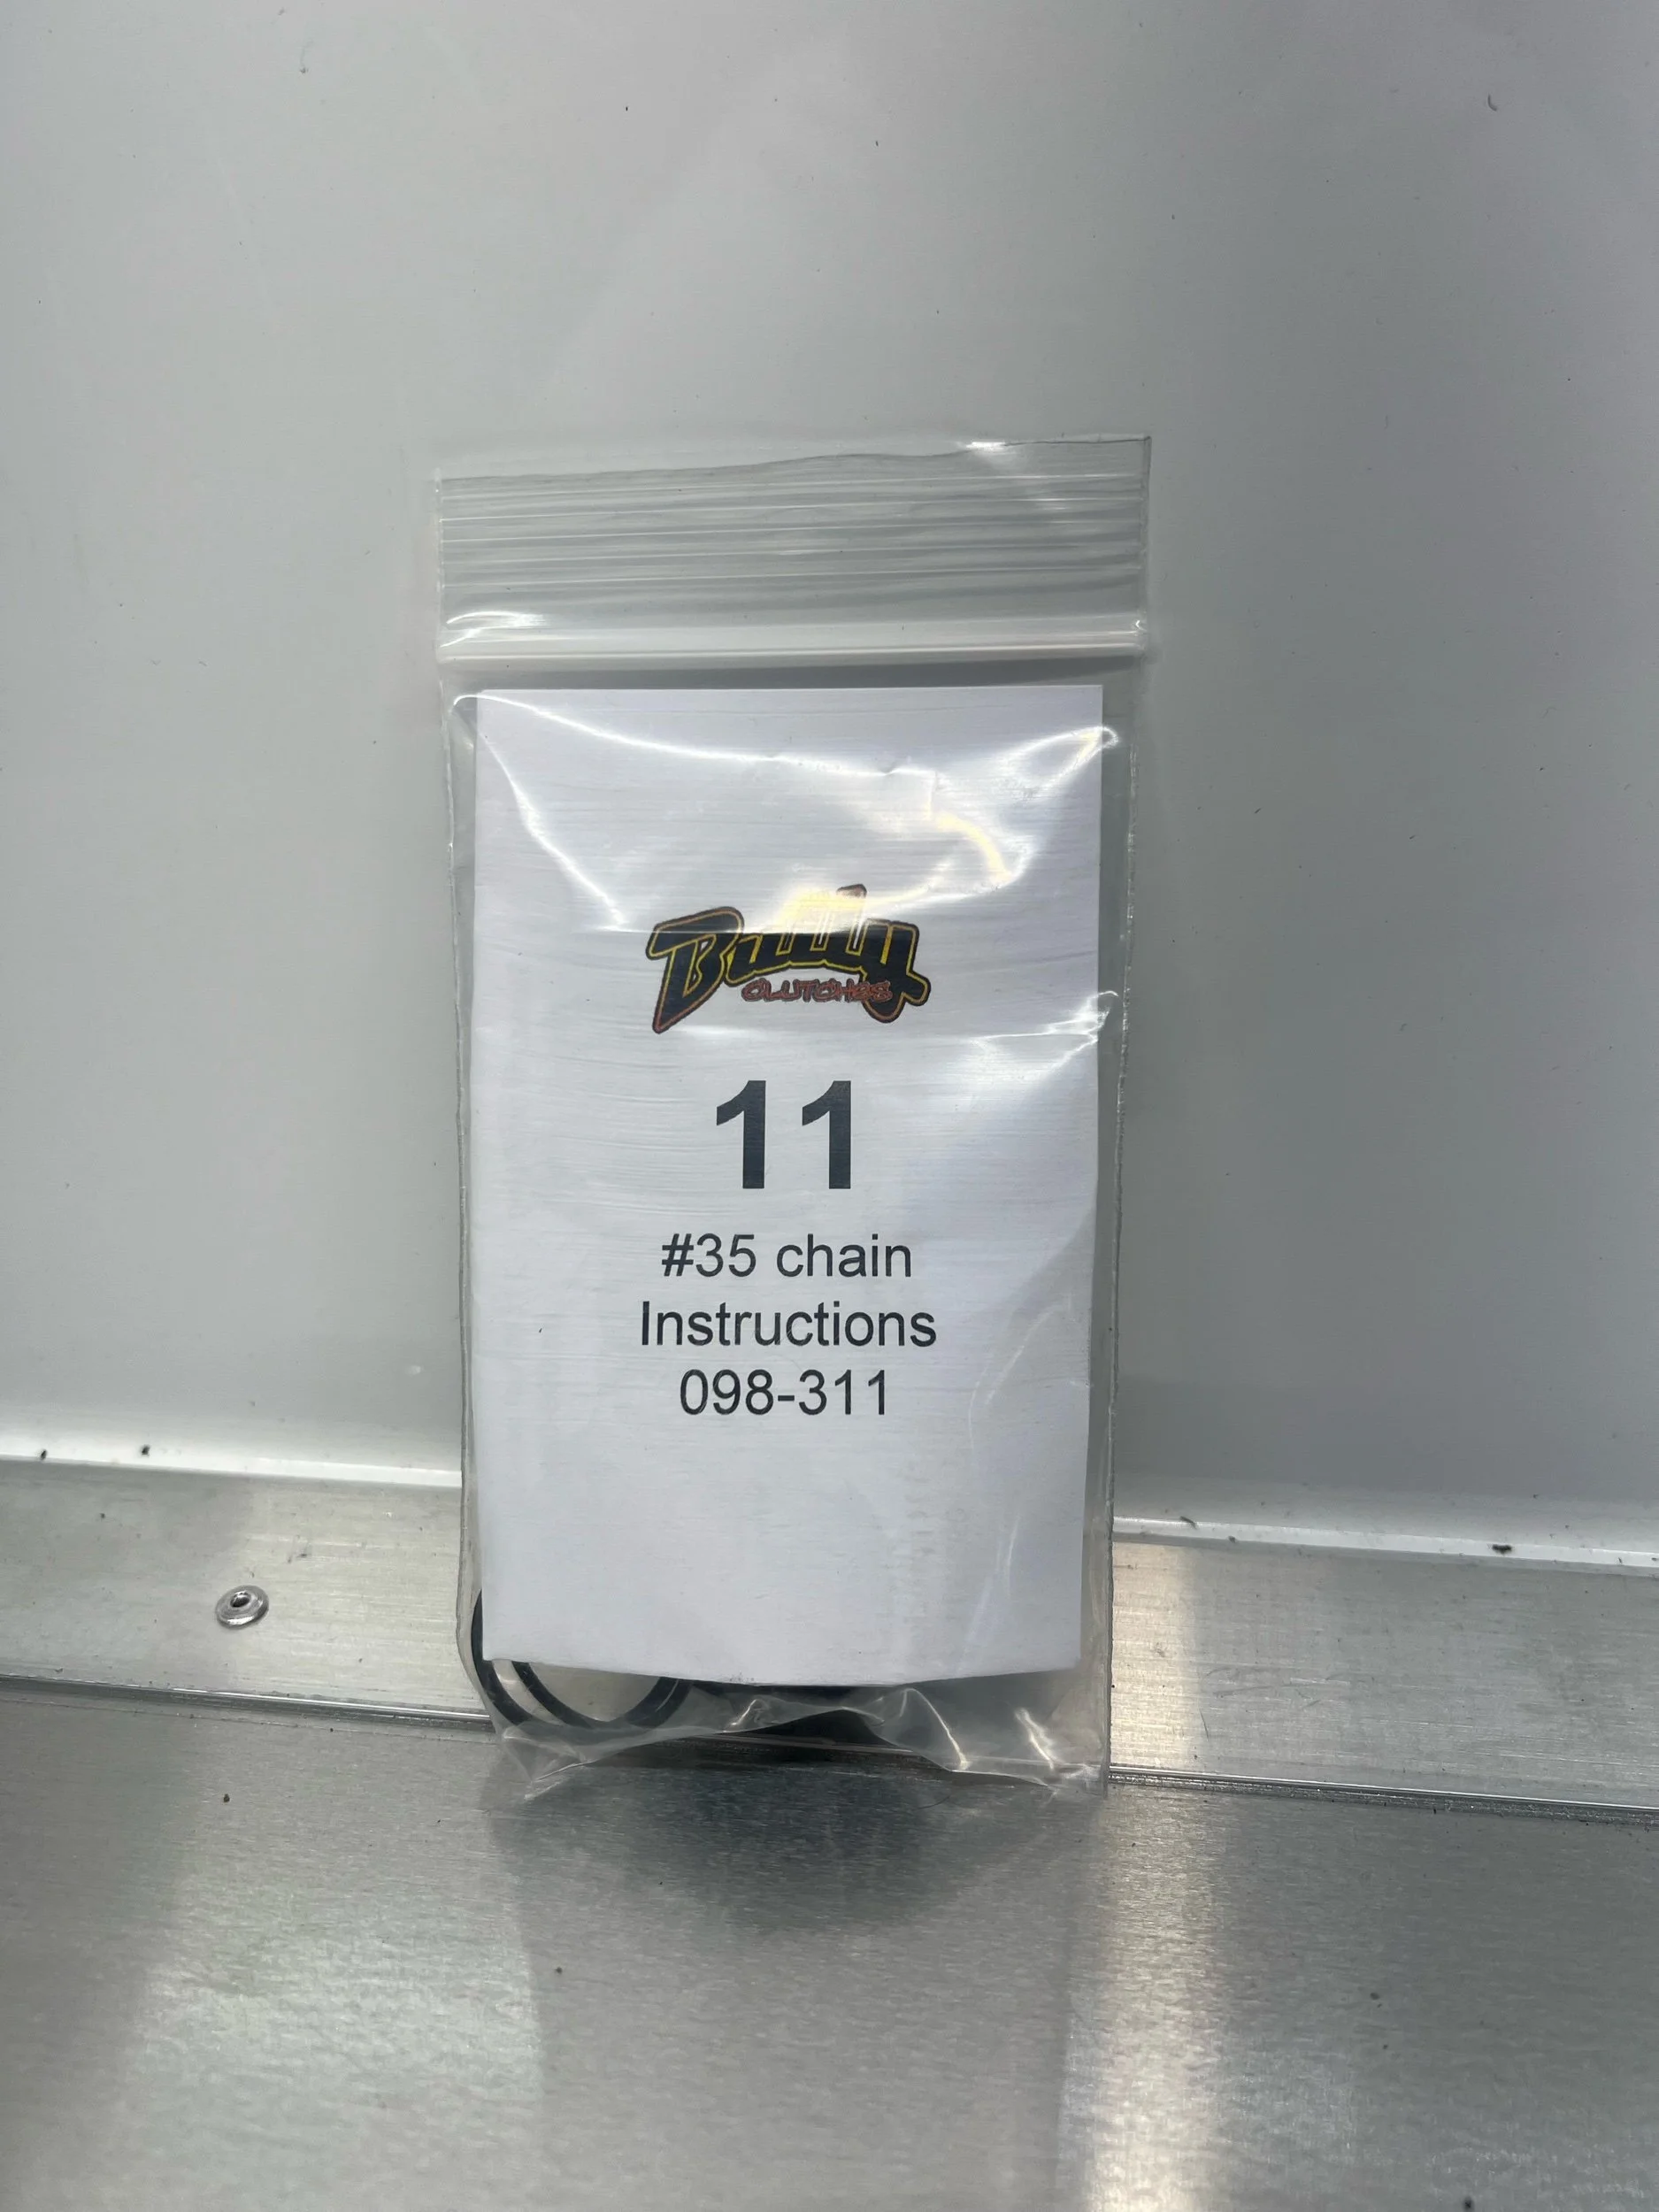 Bully
CLUTCHES
11
#35 chain
Instructions
098-311